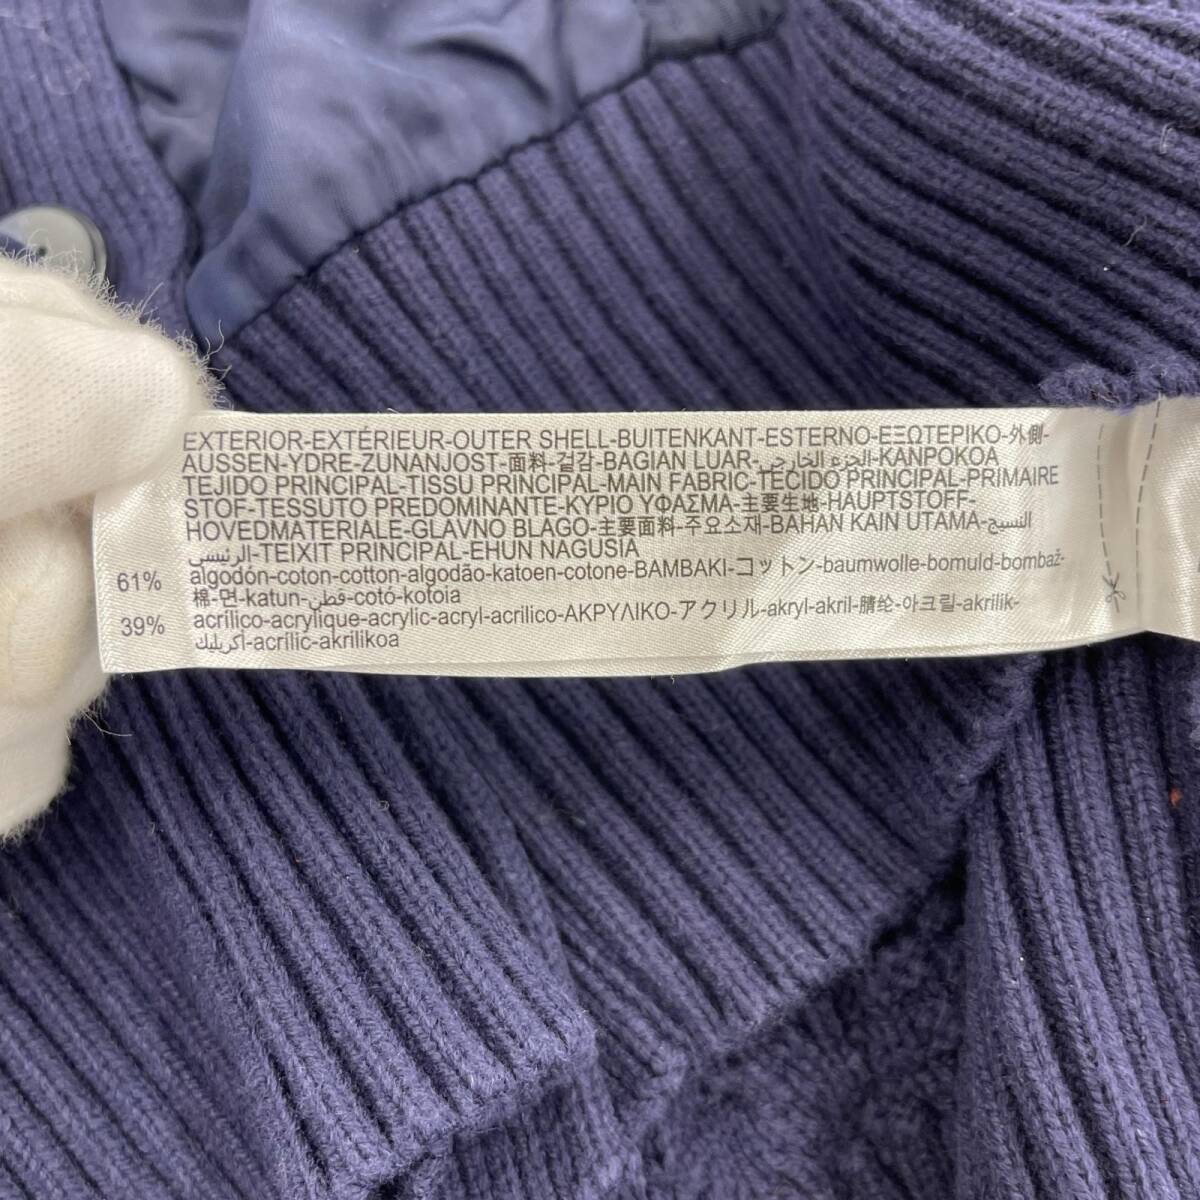 EXTERIOR-EXTÉRIEUR-OUTER SHELL-BUITENKANT-ESTERNO-ΕΞΩΤΕΡΙΚΟ-外側-
AUSSEN-YDRE-ZUNANJOST-面料-겉감-BAGIAN LUAR-الجزء الخارجي-KANPOKOA
TEJIDO PRINCIPAL-TISSU PRINCIPAL-MAIN FABRIC-TECIDO PRINCIPAL-PRIMAIRE
STOF-TESSUTO PREDOMINANTE-ΚΥΡΙΟ ΥΦΑΣΜΑ-主要生地-HAUPTSTOFF-
HOVEDMATERIALE-GLAVNO BLAGO-主要面料-주요소재-BAHAN KAIN UTAMA-النسيج
الرئيسي-TEIXIT PRINCIPAL-EHUN NAGUSIA
61% algodón-coton-cotton-algodão-katoen-cotone-BAMBAKI-コットン-baumwolle-bomuld-bombaž-
棉-면-katun-قطن-cotó-kotoia
39% acrílico-acrylique-acrylic-acryl-acrilico-ΑΚΡΥΛΙΚΟ-アクリル-akryl-akril-腈纶-아크릴-akrilik-
اكريليك-acrílic-akrilikoa